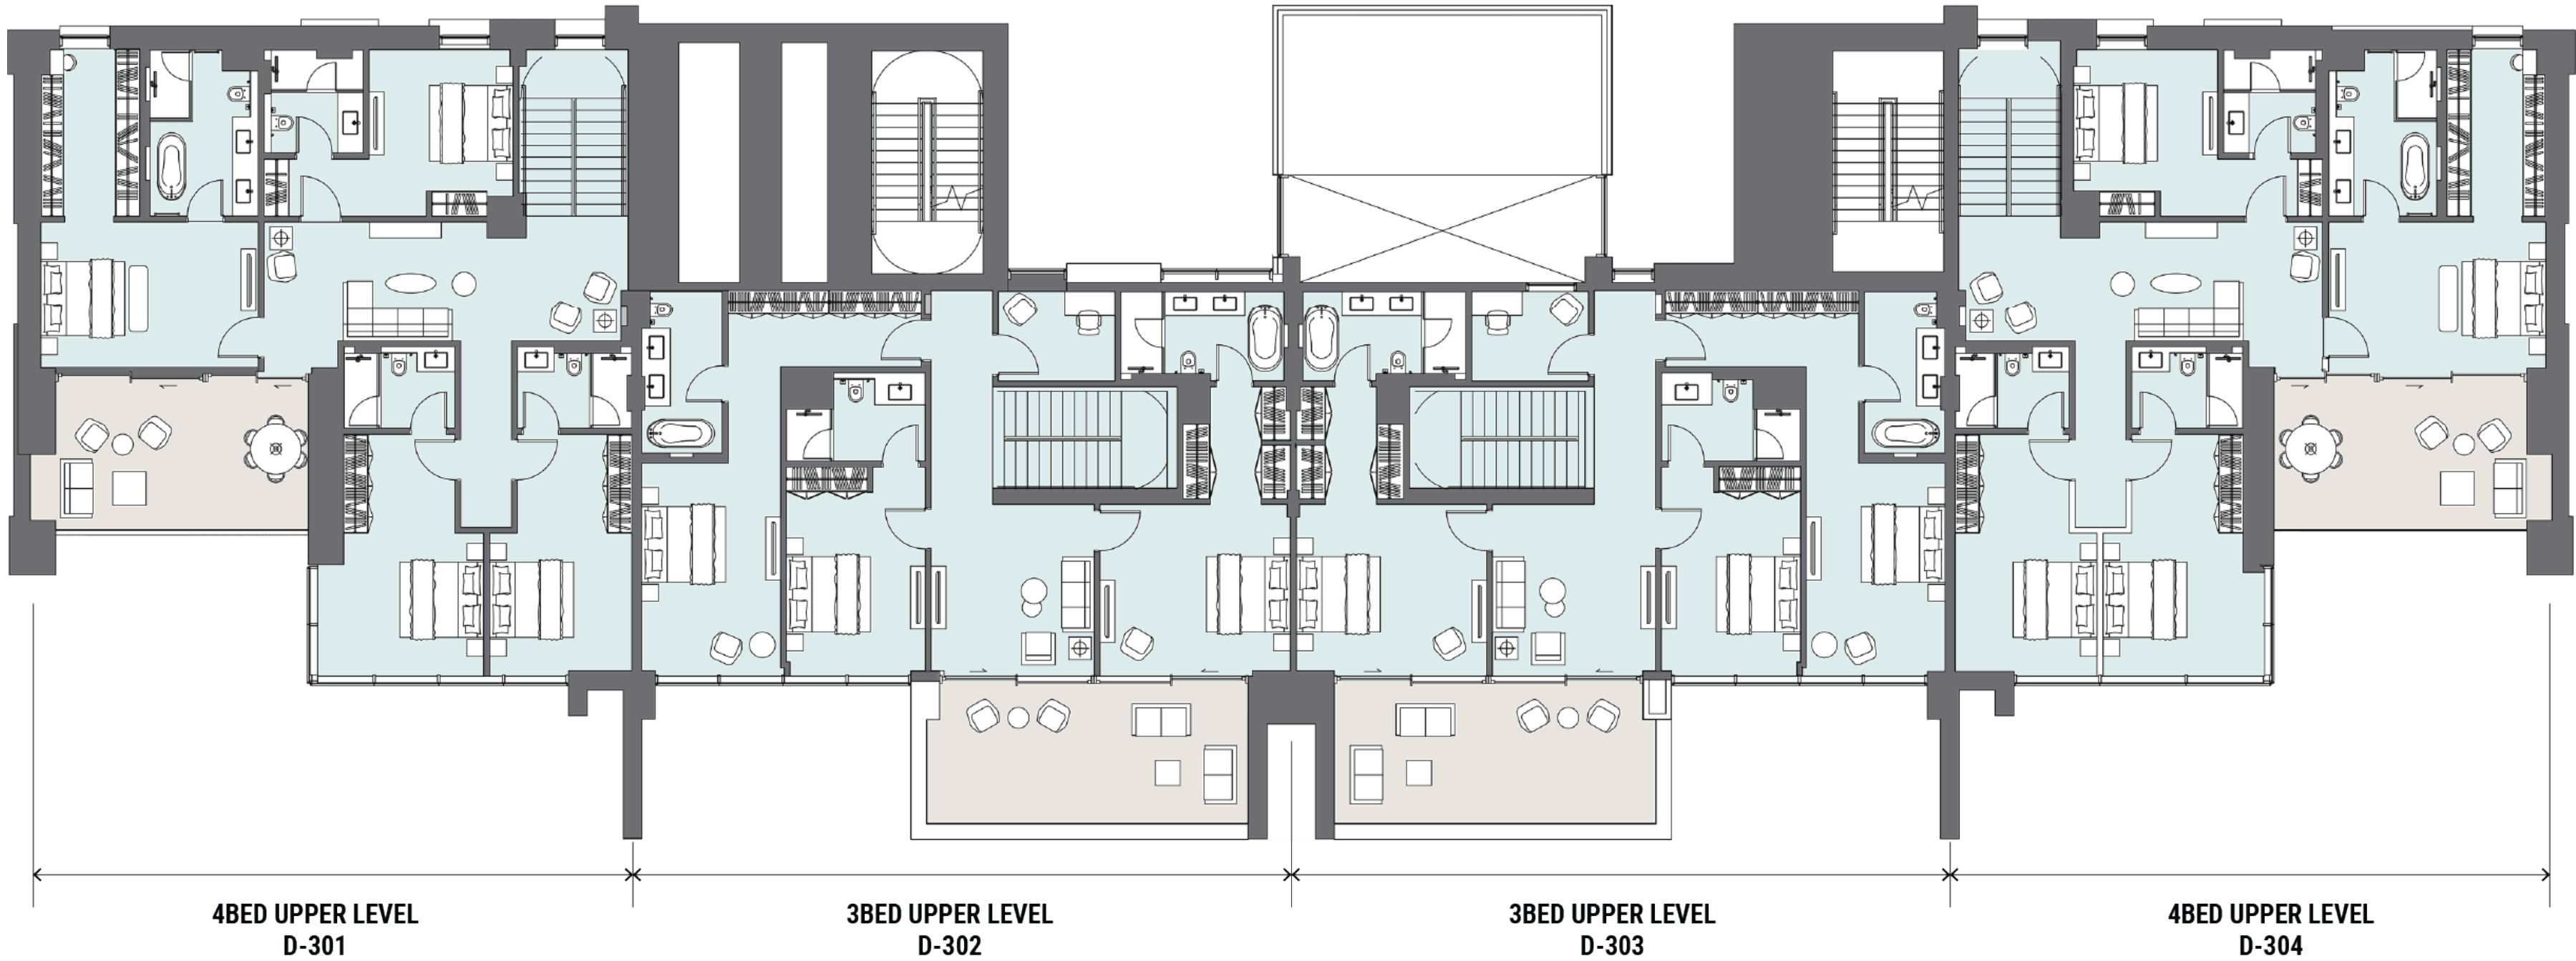 4BED UPPER LEVEL
D-301
3BED UPPER LEVEL
D-302
3BED UPPER LEVEL
D-303
4BED UPPER LEVEL
D-304